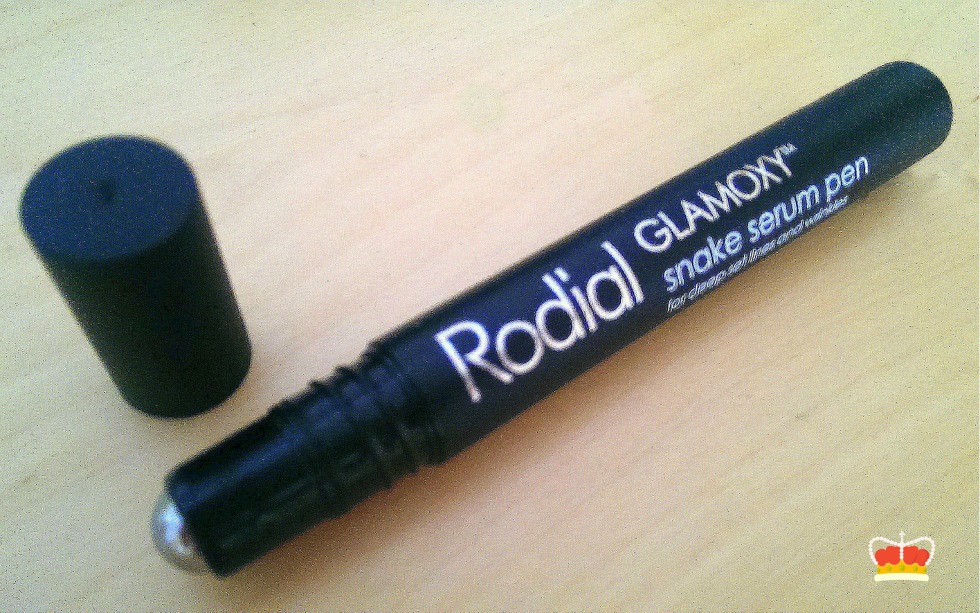 Rodial
GLAMOXY™
snake serum pen
for deep set lines and wrinkles